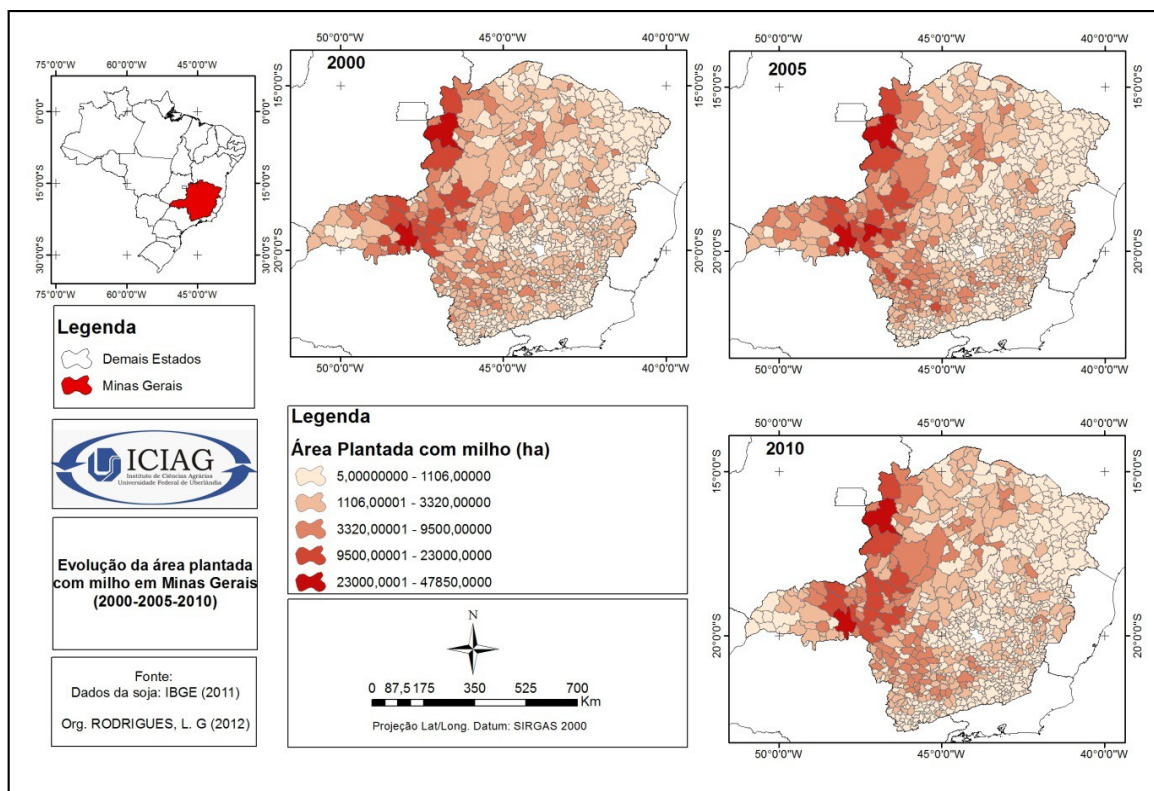 75°0'0"W 60°0'0"W 45°0'0"W
0°0'0"
15°0'0"S
30°0'0"S
0°0'0"
15°0'0"S
30°0'0"S
75°0'0"W 60°0'0"W 45°0'0"W
Legenda
Demais Estados
Minas Gerais
ICIAG
Instituto de Ciências Agrárias
Universidade Federal de Uberlândia
Evolução da área plantada
com milho em Minas Gerais
(2000-2005-2010)
Fonte:
Dados da soja: IBGE (2011)
Org. RODRIGUES, L. G (2012)
50°0'0"W 45°0'0"W 40°0'0"W
2000
15°0'0"S
20°0'0"S
15°0'0"S
20°0'0"S
50°0'0"W 45°0'0"W 40°0'0"W
50°0'0"W 45°0'0"W 40°0'0"W
2005
15°0'0"S
20°0'0"S
15°0'0"S
20°0'0"S
50°0'0"W 45°0'0"W 40°0'0"W
Legenda
Área Plantada com milho (ha)
5,00000000 - 1106,00000
1106,00001 - 3320,00000
3320,00001 - 9500,00000
9500,00001 - 23000,0000
23000,0001 - 47850,0000
N
0 87,5 175 350 525 700
Km
Projeção Lat/Long. Datum: SIRGAS 2000
50°0'0"W 45°0'0"W 40°0'0"W
2010
15°0'0"S
20°0'0"S
15°0'0"S
20°0'0"S
50°0'0"W 45°0'0"W 40°0'0"W